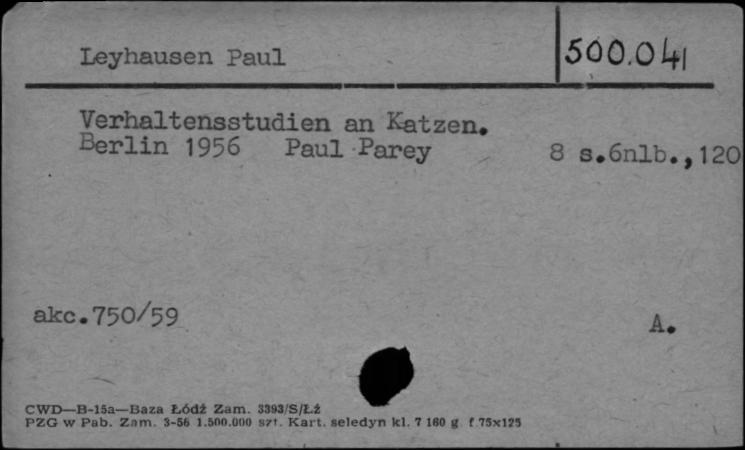 Leyhausen Paul 500.041
Verhaltensstudien an Katzen.
Berlin 1956 Paul Parey 8 s.6nlb.,120
akc.750/59 A.
CWD—B-15a—Baza Łódź Zam. 3393/S/Łź
PZG w Pab. Zam. 3-56 1.500.000 szt. Kart. seledyn kl. 7 160 g f 75x125